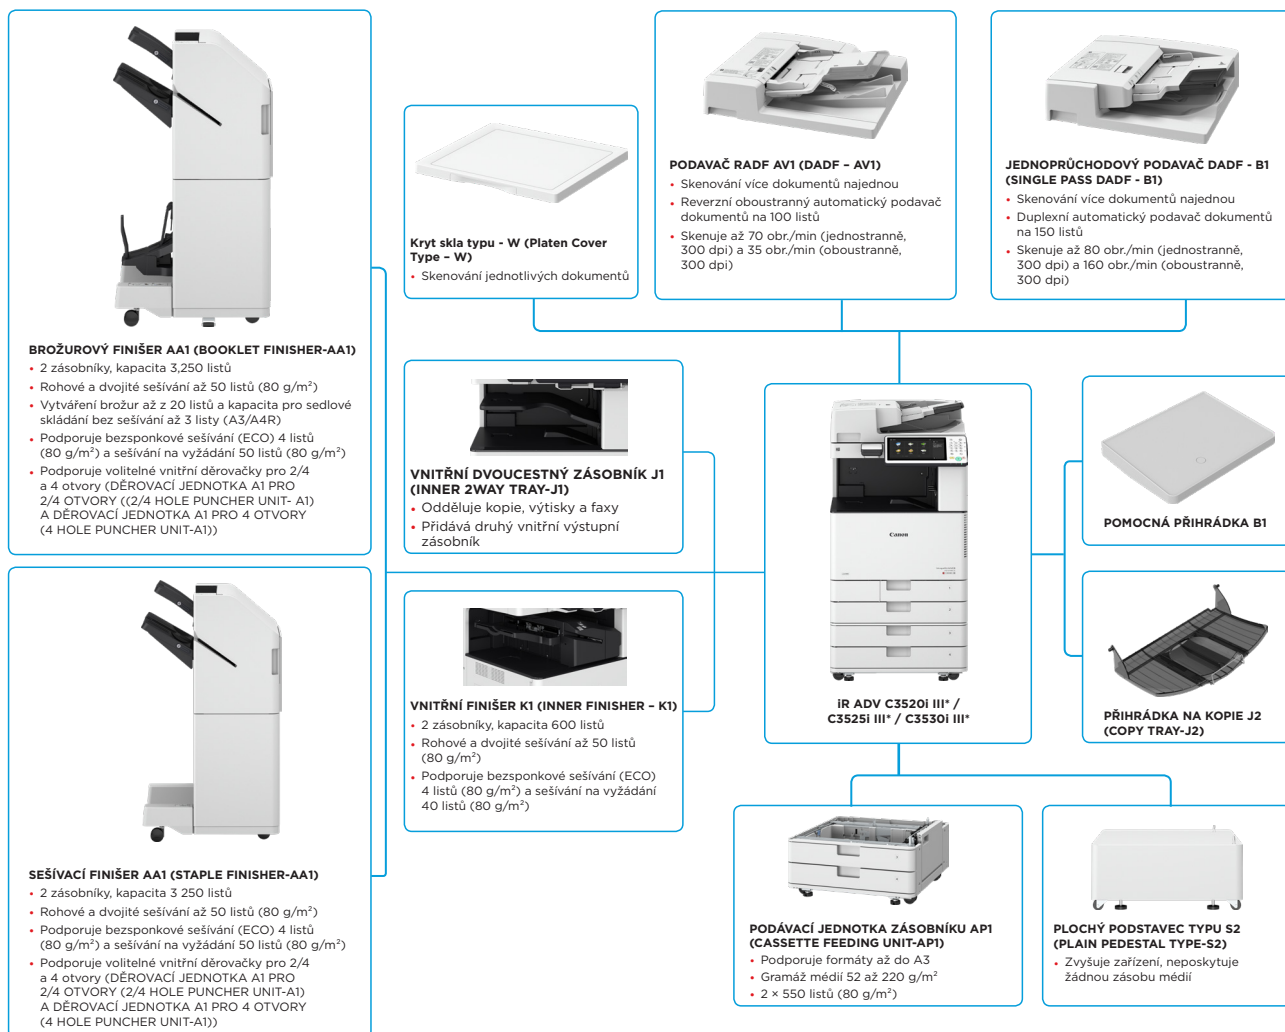 BROŽUROVÝ FINIŠER AA1 (BOOKLET FINISHER-AA1)
• 2 zásobníky, kapacita 3,250 listů
• Rohové a dvojité sešívání až 50 listů (80 g/m²)
• Vytváření brožur až z 20 listů a kapacita pro sedlové
skládání bez sešívání až 3 listy (A3/A4R)
• Podporuje bezsponkové sešívání (ECO) 4 listů
(80 g/m²) a sešívání na vyžádání 50 listů (80 g/m²)
• Podporuje volitelné vnitřní děrovačky pro 2/4
a 4 otvory (DĚROVACÍ JEDNOTKA A1 PRO
2/4 OTVORY ((2/4 HOLE PUNCHER UNIT- A1)
A DĚROVACÍ JEDNOTKA A1 PRO 4 OTVORY
(4 HOLE PUNCHER UNIT-A1))
SEŠÍVACÍ FINIŠER AA1 (STAPLE FINISHER-AA1)
• 2 zásobníky, kapacita 3 250 listů
• Rohové a dvojité sešívání až 50 listů (80 g/m²)
• Podporuje bezsponkové sešívání (ECO) 4 listů
(80 g/m²) a sešívání na vyžádání 50 listů (80 g/m²)
• Podporuje volitelné vnitřní děrovačky pro 2/4
a 4 otvory (DĚROVACÍ JEDNOTKA A1 PRO
2/4 OTVORY (2/4 HOLE PUNCHER UNIT-A1)
A DĚROVACÍ JEDNOTKA A1 PRO 4 OTVORY
(4 HOLE PUNCHER UNIT-A1))
Kryt skla typu - W (Platen Cover
Type – W)
• Skenování jednotlivých dokumentů
PODAVAČ RADF AV1 (DADF – AV1)
• Skenování více dokumentů najednou
• Reverzní oboustranný automatický podavač
dokumentů na 100 listů
• Skenuje až 70 obr./min (jednostranně,
300 dpi) a 35 obr./min (oboustranně,
300 dpi)
JEDNOPRŮCHODOVÝ PODAVAČ DADF - B1
(SINGLE PASS DADF - B1)
• Skenování více dokumentů najednou
• Duplexní automatický podavač dokumentů
na 150 listů
• Skenuje až 80 obr./min (jednostranně,
300 dpi) a 160 obr./min (oboustranně,
300 dpi)
VNITŘNÍ DVOUCESTNÝ ZÁSOBNÍK J1
(INNER 2WAY TRAY-J1)
• Odděluje kopie, výtisky a faxy
• Přidává druhý vnitřní výstupní
zásobník
VNITŘNÍ FINIŠER K1 (INNER FINISHER – K1)
• 2 zásobníky, kapacita 600 listů
• Rohové a dvojité sešívání až 50 listů
(80 g/m²)
• Podporuje bezsponkové sešívání (ECO)
4 listů (80 g/m²) a sešívání na vyžádání
40 listů (80 g/m²)
Canon
iR ADV C3520i III* /
C3525i III* / C3530i III*
POMOCNÁ PŘIHRÁDKA B1
PŘIHRÁDKA NA KOPIE J2
(COPY TRAY-J2)
PODÁVACÍ JEDNOTKA ZÁSOBNÍKU AP1
(CASSETTE FEEDING UNIT-AP1)
• Podporuje formáty až do A3
• Gramáž médií 52 až 220 g/m²
• 2 × 550 listů (80 g/m²)
PLOCHÝ PODSTAVEC TYPU S2
(PLAIN PEDESTAL TYPE-S2)
• Zvyšuje zařízení, neposkytuje
žádnou zásobu médií